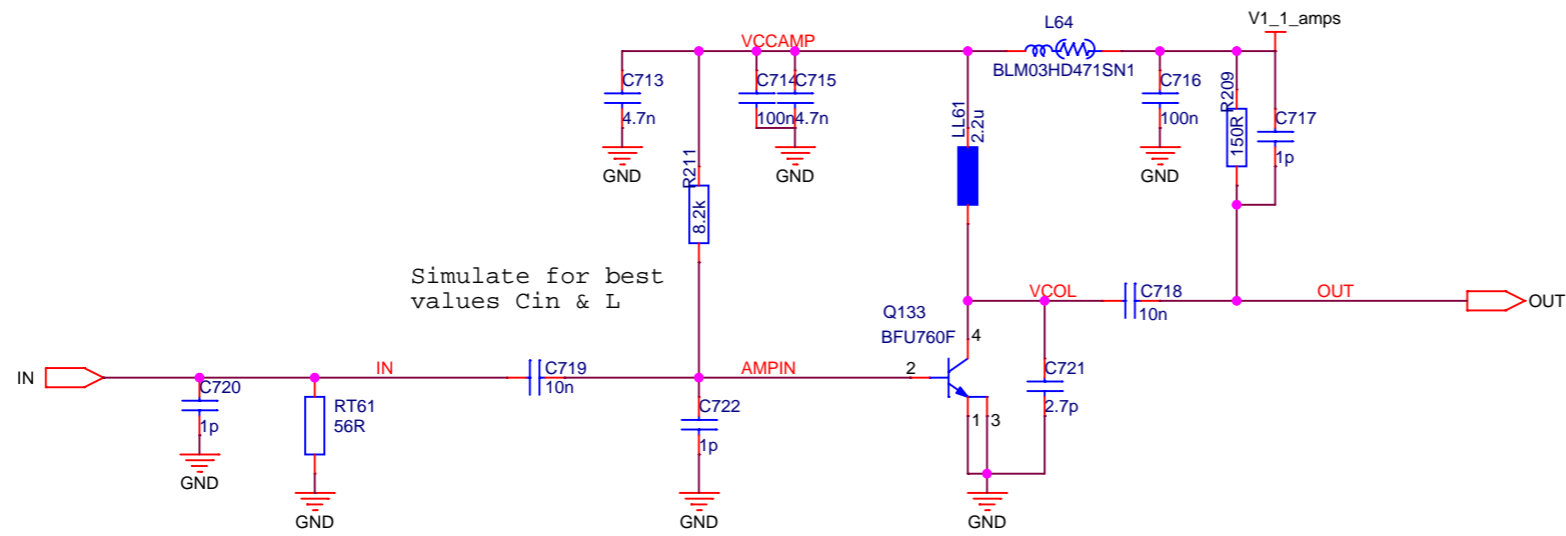 V1_1_amps
L64
BLM03HD471SN1
VCCAMP
C713
4.7n
GND
C714
100n
C715
4.7n
GND
R211
8.2k
LL61
2.2u
C716
100n
GND
R209
150R
C717
1p
Simulate for best
values Cin & L
VCOL
C718
10n
OUT
OUT
Q133
BFU760F
4
2
1
3
C721
2.7p
GND
IN
C720
1p
GND
RT61
56R
GND
IN
C719
10n
AMPIN
C722
1p
GND